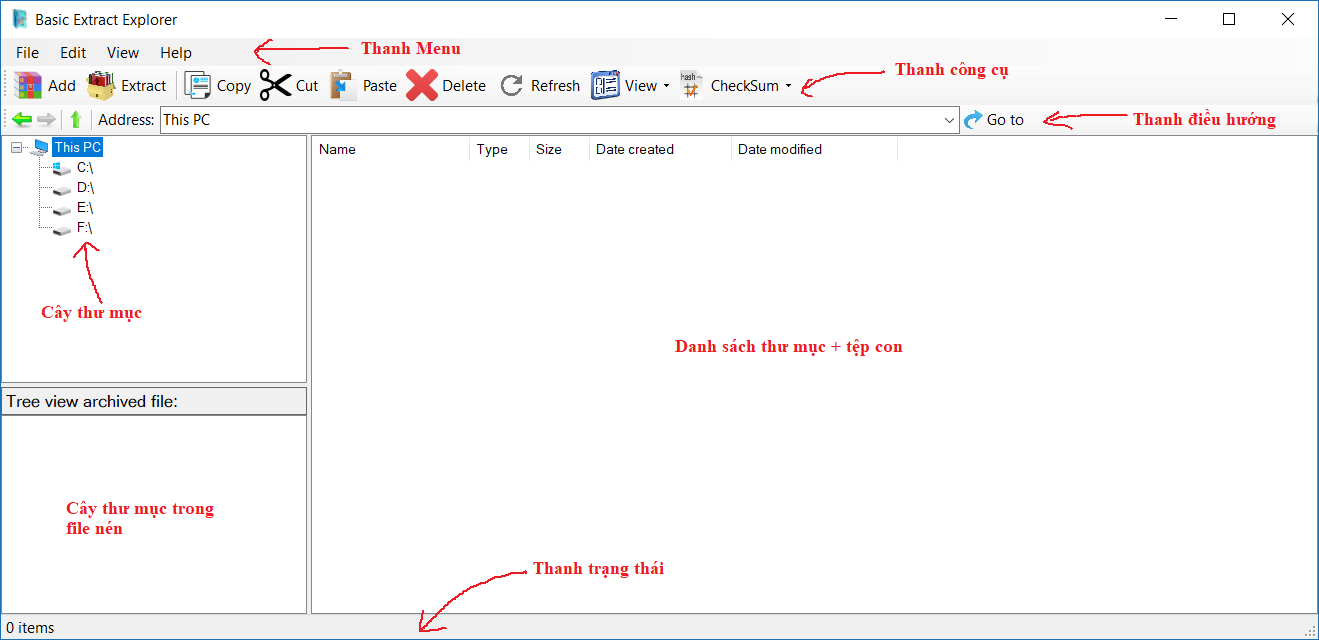 Basic Extract Explorer
File Edit View Help Thanh Menu
Add Extract Copy Cut Paste Delete Refresh View CheckSum Thanh công cụ
Address: This PC Go to Thanh điều hướng
This PC
C:\
D:\
E:\
F:\
Cây thư mục
Name Type Size Date created Date modified
Danh sách thư mục + tệp con
Tree view archived file:
Cây thư mục trong
file nén
Thanh trạng thái
0 items